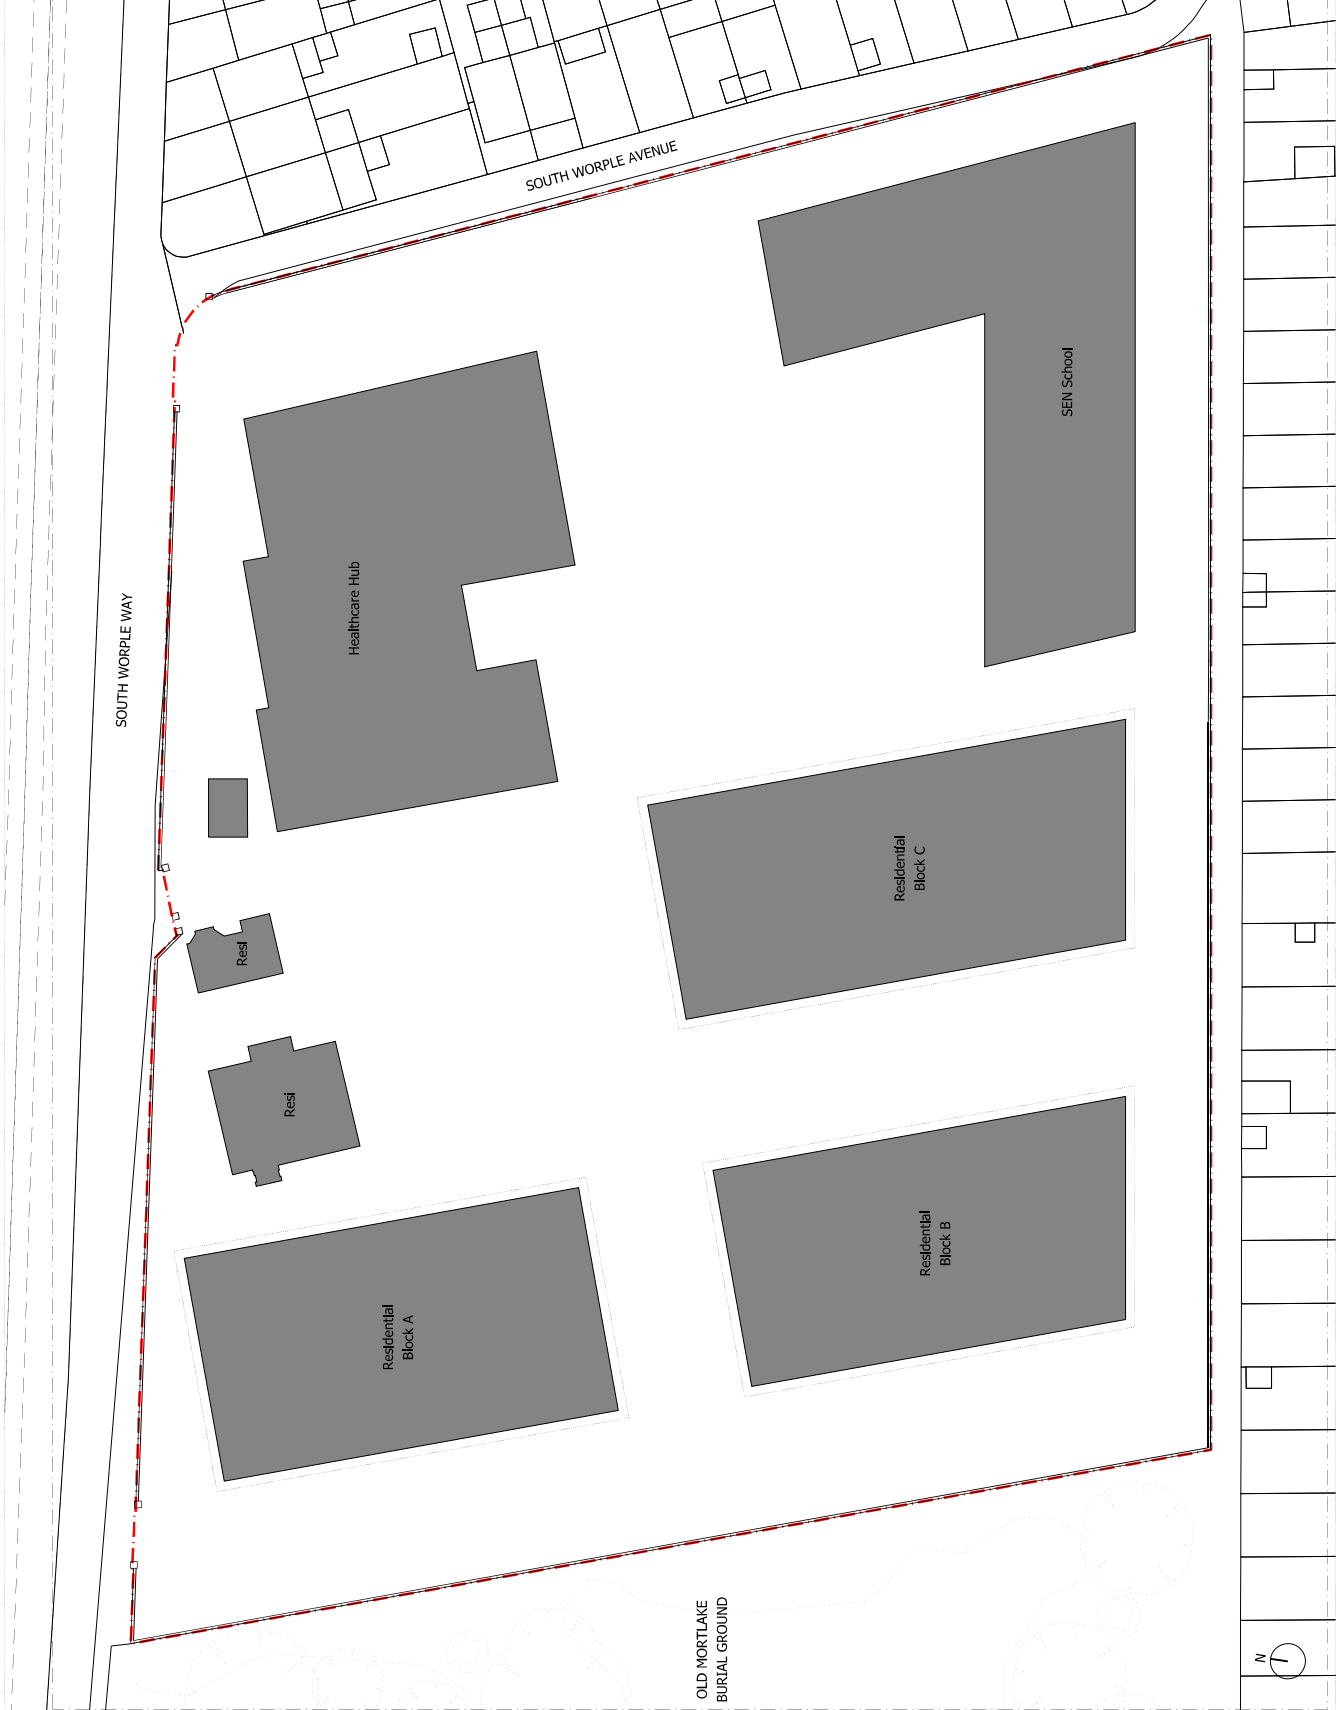 SOUTH WORPLE AVENUE
SOUTH WORPLE WAY
Healthcare Hub
SEN School
Residential
Block C
Resi
Resi
Residential
Block A
Residential
Block B
OLD MORTLAKE
BURIAL GROUND
N